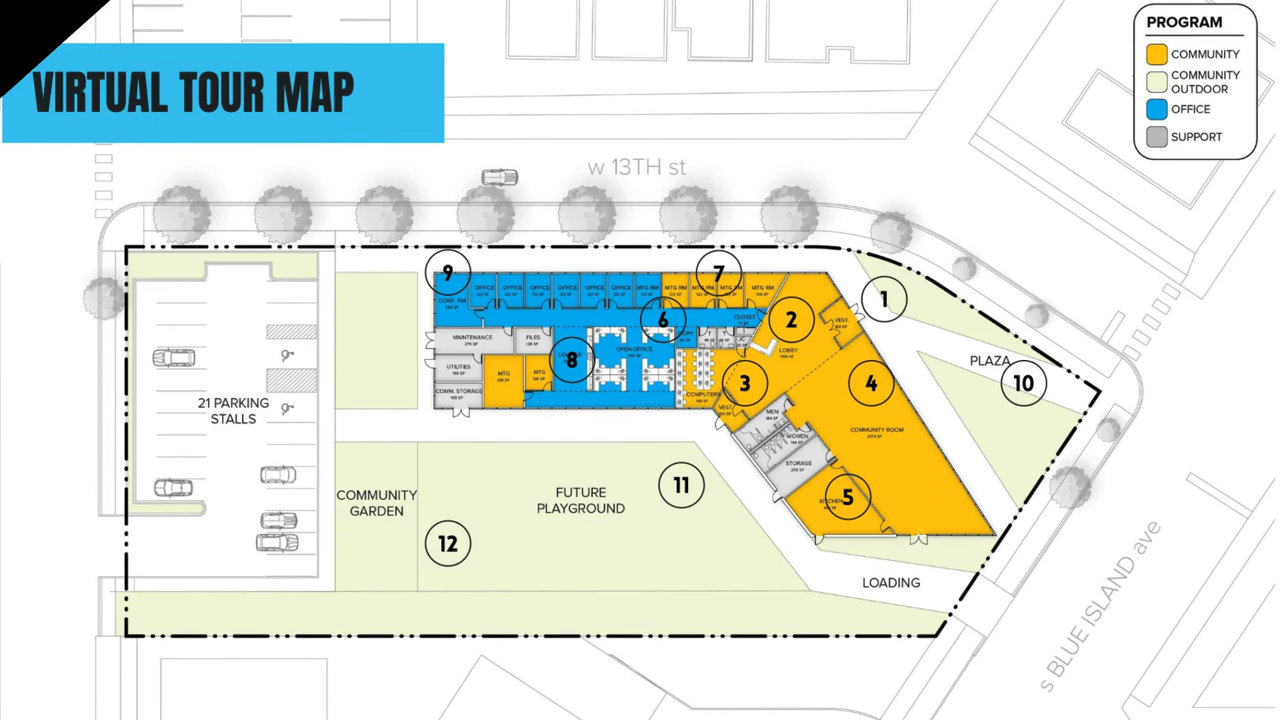 VIRTUAL TOUR MAP
PROGRAM
COMMUNITY
COMMUNITY
OUTDOOR
OFFICE
SUPPORT
w 13TH st
9
7
1
OFFICE
OFFICE
OFFICE
OFFICE
OFFICE
OFFICE
MTG RM
MTG RM
MTG RM
MTG RM
MTG RM
CONF. RM
6
CLOSET
2
VEST.
LOBBY
MAINTENANCE
FILES
OPEN OFFICE
8
UTILITIES
MTG
MTG
3
4
COMM. STORAGE
COMPUTERS
VEST.
MEN
WOMEN
STORAGE
COMMUNITY ROOM
5
PLAZA
10
21 PARKING
STALLS
11
COMMUNITY
GARDEN
FUTURE
PLAYGROUND
12
LOADING
s BLUE ISLAND ave